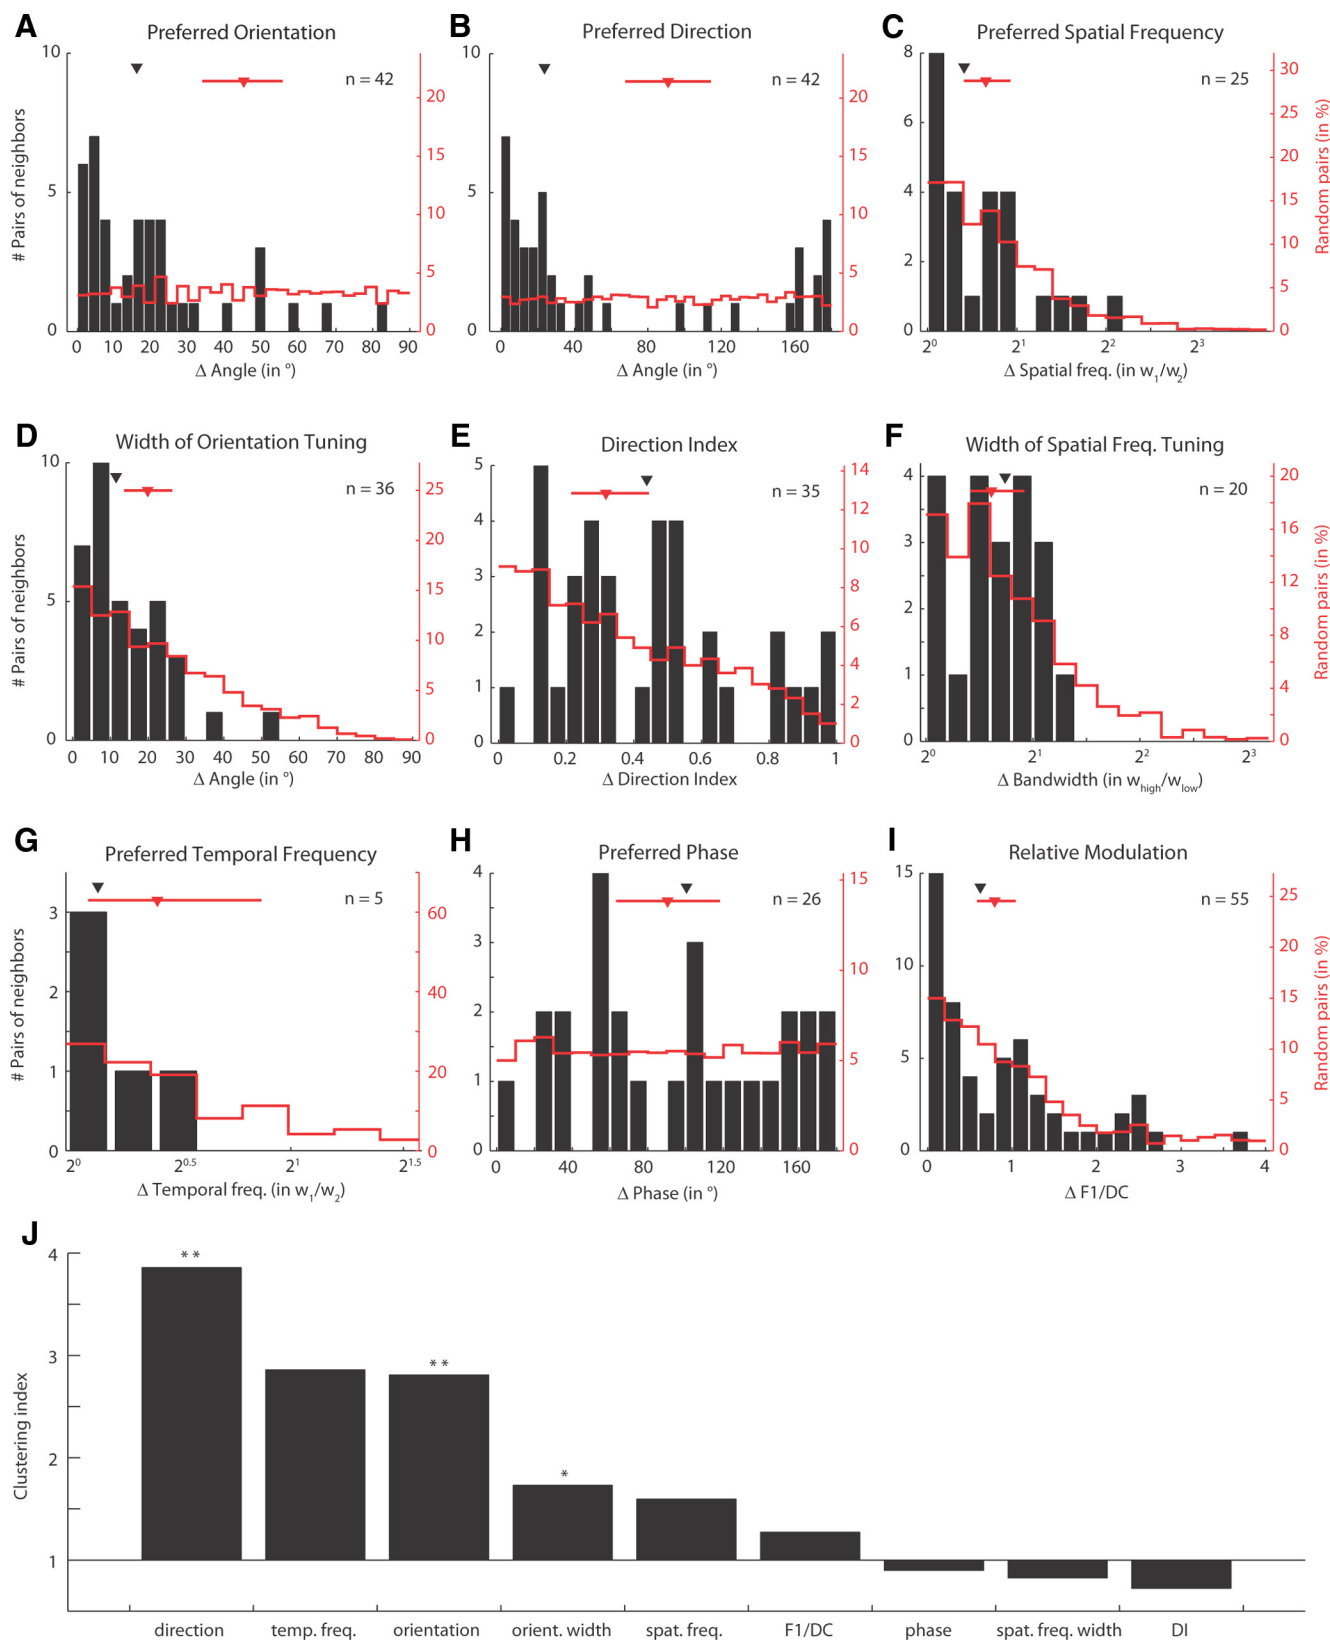 A
Preferred Orientation
n = 42
# Pairs of neighbors
10
5
0
20
15
10
5
0
0 10 20 30 40 50 60 70 80 90
Δ Angle (in °)
B
Preferred Direction
n = 42
10
5
0
20
15
10
5
0
0 40 80 120 160
Δ Angle (in °)
C
Preferred Spatial Frequency
n = 25
8
6
4
2
0
30
25
20
15
10
5
0
Random pairs (in %)
2⁰ 2¹ 2² 2³
Δ Spatial freq. (in w₁/w₂)
D
Width of Orientation Tuning
n = 36
# Pairs of neighbors
10
5
0
25
20
15
10
5
0
0 10 20 30 40 50 60 70 80 90
Δ Angle (in °)
E
Direction Index
n = 35
5
4
3
2
1
0
14
12
10
8
6
4
2
0
0 0.2 0.4 0.6 0.8 1
Δ Direction Index
F
Width of Spatial Freq. Tuning
n = 20
4
3
2
1
0
20
16
12
8
4
0
Random pairs (in %)
2⁰ 2¹ 2² 2³
Δ Bandwidth (in w_high/w_low)
G
Preferred Temporal Frequency
n = 5
# Pairs of neighbors
3
2
1
0
60
40
20
0
2⁰ 2^0.5 2¹ 2^1.5
Δ Temporal freq. (in w₁/w₂)
H
Preferred Phase
n = 26
4
3
2
1
0
15
10
5
0
0 40 80 120 160
Δ Phase (in °)
I
Relative Modulation
n = 55
15
10
5
0
25
20
15
10
5
0
Random pairs (in %)
0 1 2 3 4
Δ F1/DC
J
Clustering index
4
3
2
1
**
**
*
direction temp. freq. orientation orient. width spat. freq. F1/DC phase spat. freq. width DI